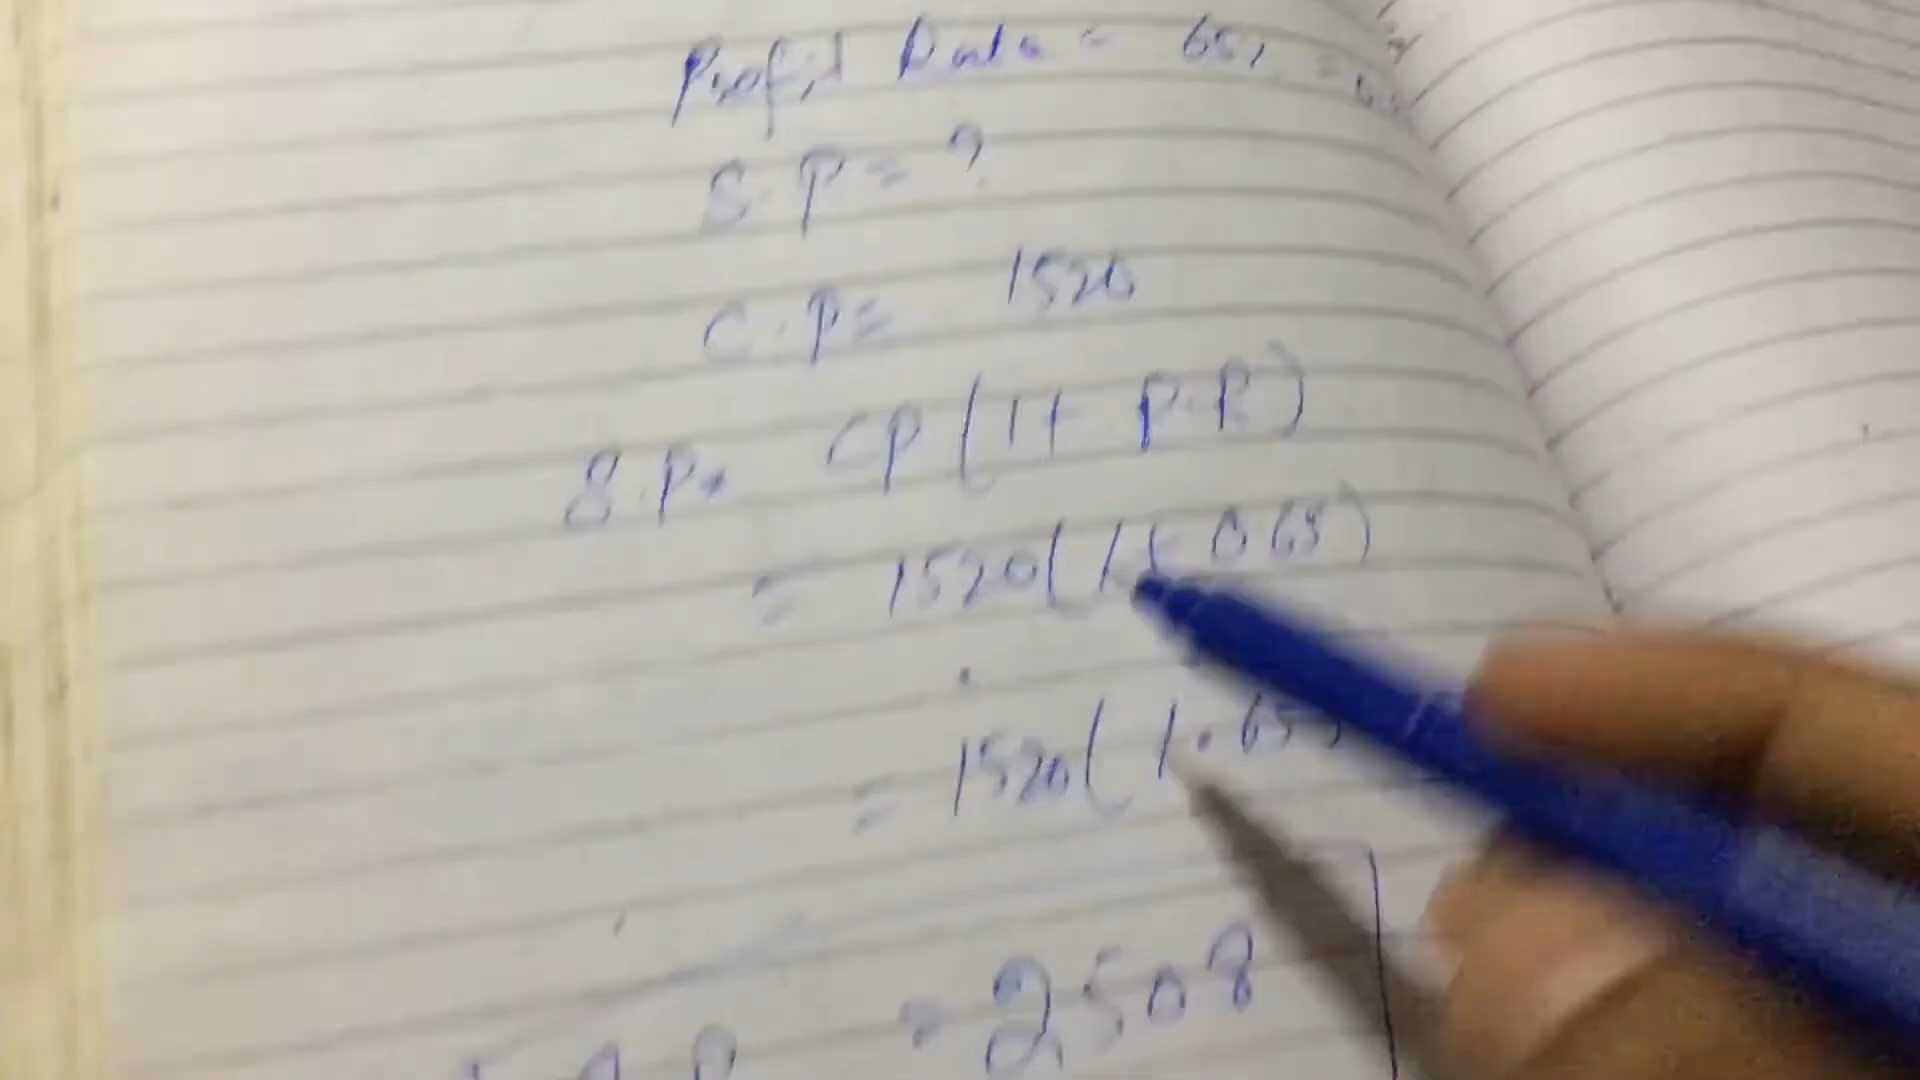 Profit Rate = 65%
S.P = ?
C.P = 1520
S.P = CP (1+ P.R)
= 1520 (1+ 0.65)
= 1520 (1.65)
= 2508